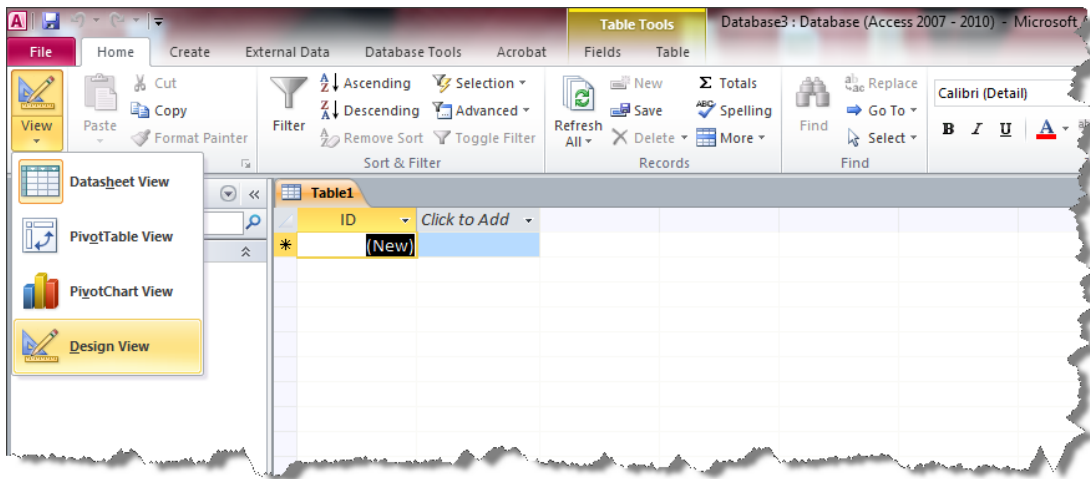 A
Table Tools
Database3 : Database (Access 2007 - 2010) - Microsoft
File Home Create External Data Database Tools Acrobat Fields Table
View
Paste
Cut
Copy
Format Painter
Filter
Ascending
Descending
Remove Sort
Selection
Advanced
Toggle Filter
Sort & Filter
Refresh
All
New
Save
Delete
Σ Totals
Spelling
More
Records
Find
Replace
Go To
Select
Find
Calibri (Detail)
B I U A
Datasheet View
PivotTable View
PivotChart View
Design View
Table1
ID Click to Add
(New)